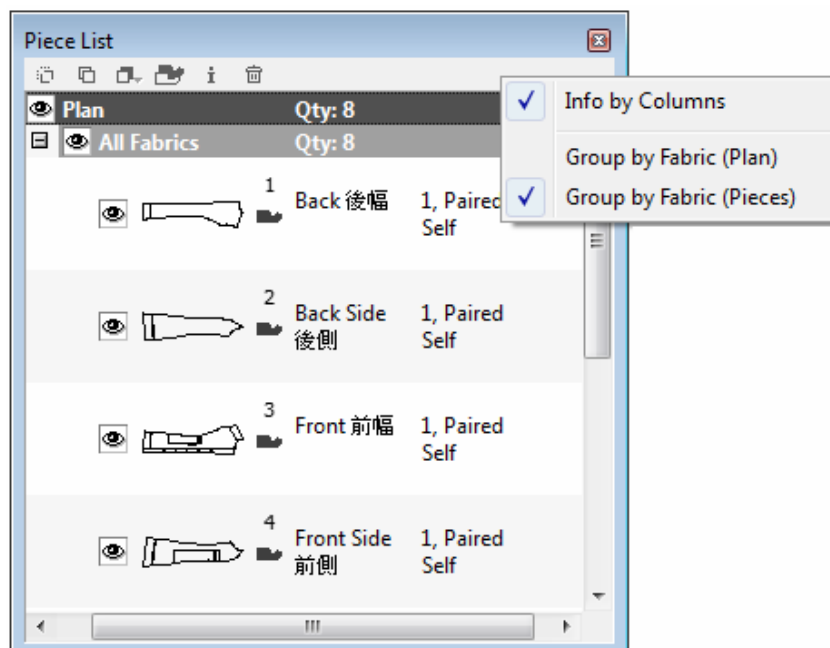 Piece List
Plan Qty: 8
All Fabrics Qty: 8
Info by Columns
Group by Fabric (Plan)
Group by Fabric (Pieces)
1
Back 後幅 1, Paired
Self
2
Back Side 1, Paired
後側 Self
3
Front 前幅 1, Paired
Self
4
Front Side 1, Paired
前側 Self